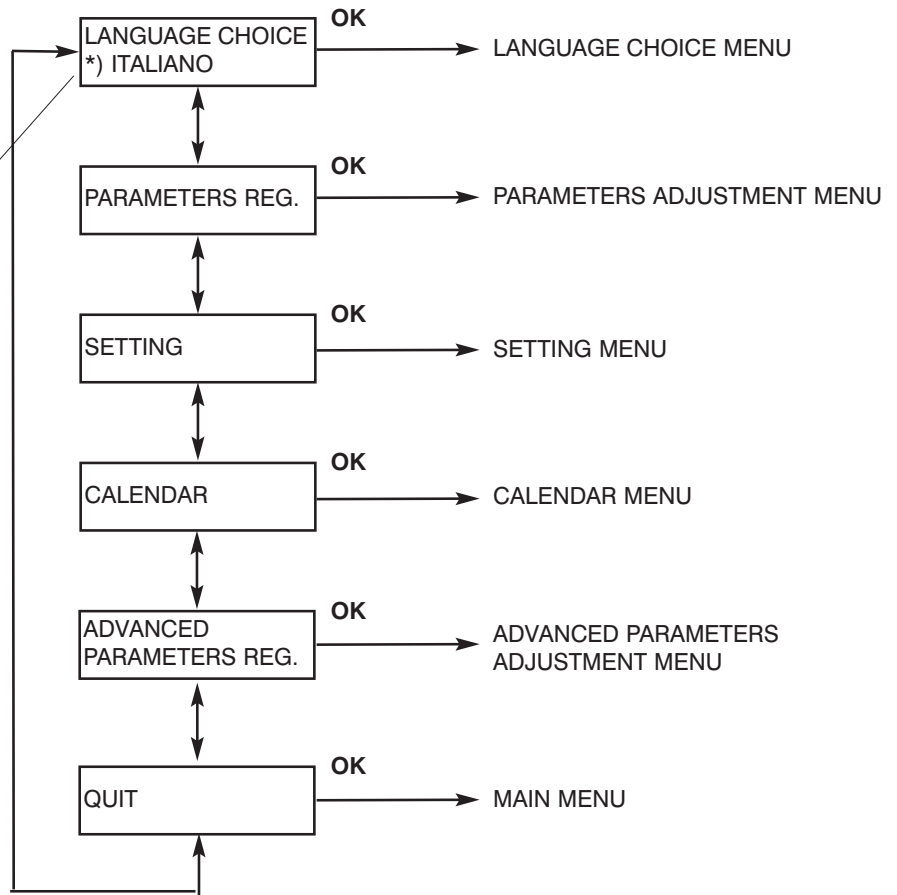 OK
LANGUAGE CHOICE
*) ITALIANO
LANGUAGE CHOICE MENU
OK
PARAMETERS REG.
PARAMETERS ADJUSTMENT MENU
OK
SETTING
SETTING MENU
OK
CALENDAR
CALENDAR MENU
OK
ADVANCED
PARAMETERS REG.
ADVANCED PARAMETERS
ADJUSTMENT MENU
OK
QUIT
MAIN MENU